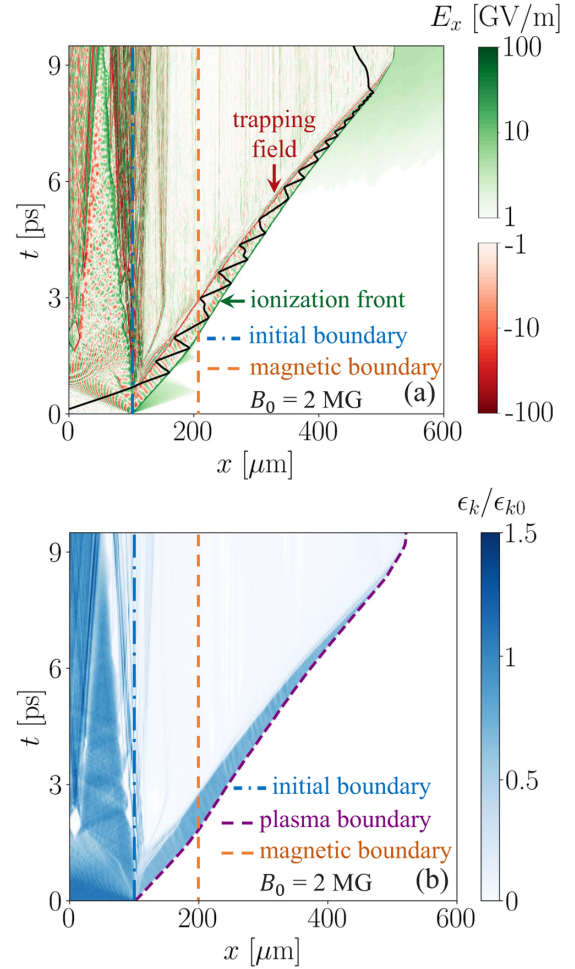 E_x [GV/m]
100
10
1
-1
-10
-100
9
6
3
0
t [ps]
trapping
field
ionization front
initial boundary
magnetic boundary
B_0 = 2 MG
(a)
0
200
400
600
x [μm]
ϵ_k/ϵ_{k0}
1.5
1
0.5
0
9
6
3
0
t [ps]
initial boundary
plasma boundary
magnetic boundary
B_0 = 2 MG
(b)
0
200
400
600
x [μm]